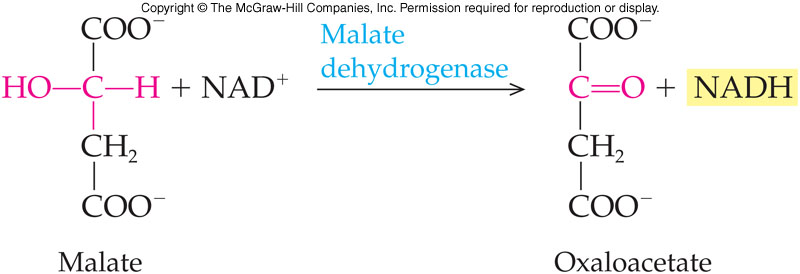 Copyright © The McGraw-Hill Companies, Inc. Permission required for reproduction or display.
COO⁻
Malate
dehydrogenase
COO⁻
HO—C—H + NAD⁺
C=O + NADH
CH₂
CH₂
COO⁻
COO⁻
Malate
Oxaloacetate